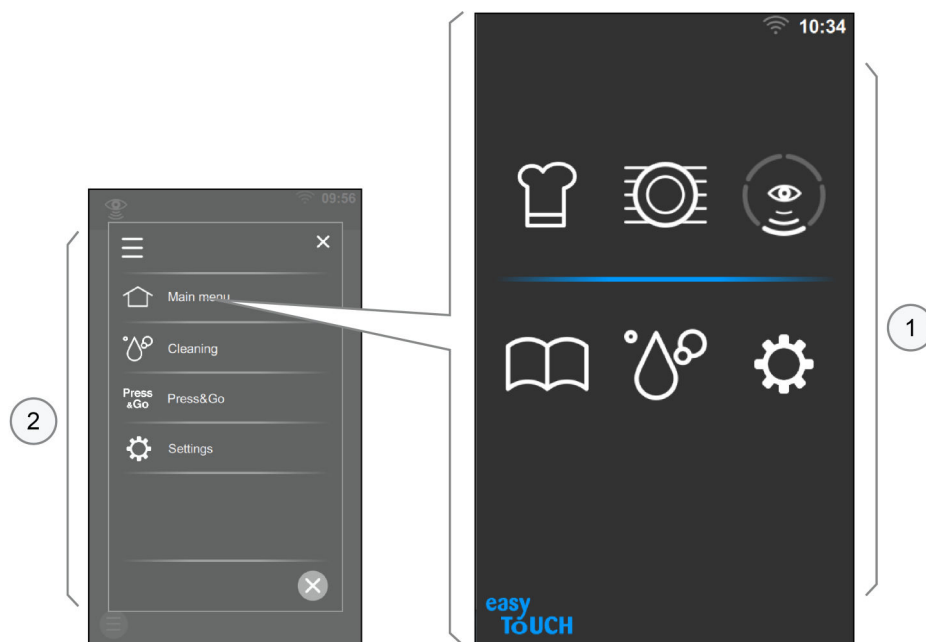 10:34
1
easy
TOUCH
2
09:56
Main menu
Cleaning
Press
&Go
Press&Go
Settings